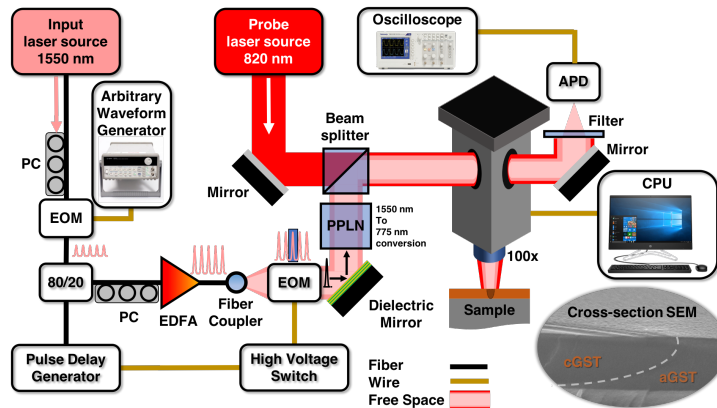 Input
laser source
1550 nm
Probe
laser source
820 nm
Oscilloscope
APD
Filter
Mirror
Arbitrary
Waveform
Generator
PC
EOM
Beam
splitter
Mirror
CPU
PPLN
1550 nm
To
775 nm
conversion
100x
80/20
PC
EDFA
Fiber
Coupler
EOM
Dielectric
Mirror
Sample
Cross-section SEM
cGST
aGST
Pulse Delay
Generator
High Voltage
Switch
Fiber
Wire
Free Space